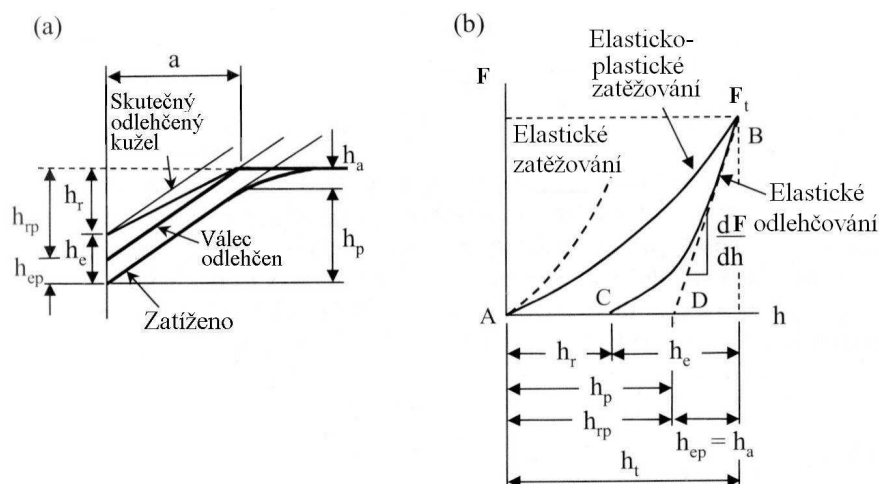 (a)
a
Skutečný
odlehčený
kužel
h_a
h_r
h_rp
h_e
h_ep
h_p
Válec
odlehčen
Zatíženo
(b)
F
Elasticko-
plastické
zatěžování
F_t
B
Elastické
zatěžování
Elastické
odlehčování
dF
dh
A
C
D
h
h_r
h_e
h_p
h_rp
h_ep = h_a
h_t